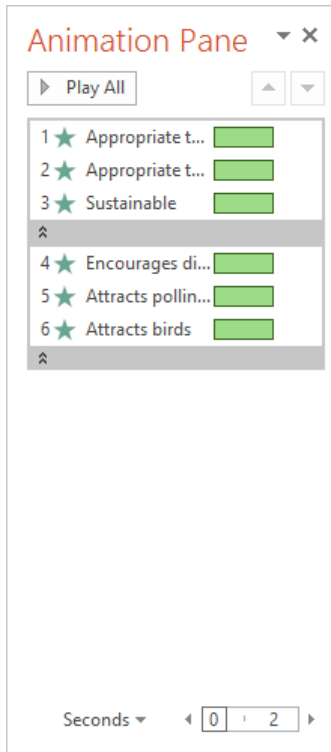 Animation Pane
Play All
1 Appropriate t...
2 Appropriate t...
3 Sustainable
4 Encourages di...
5 Attracts pollin...
6 Attracts birds
Seconds 0 2